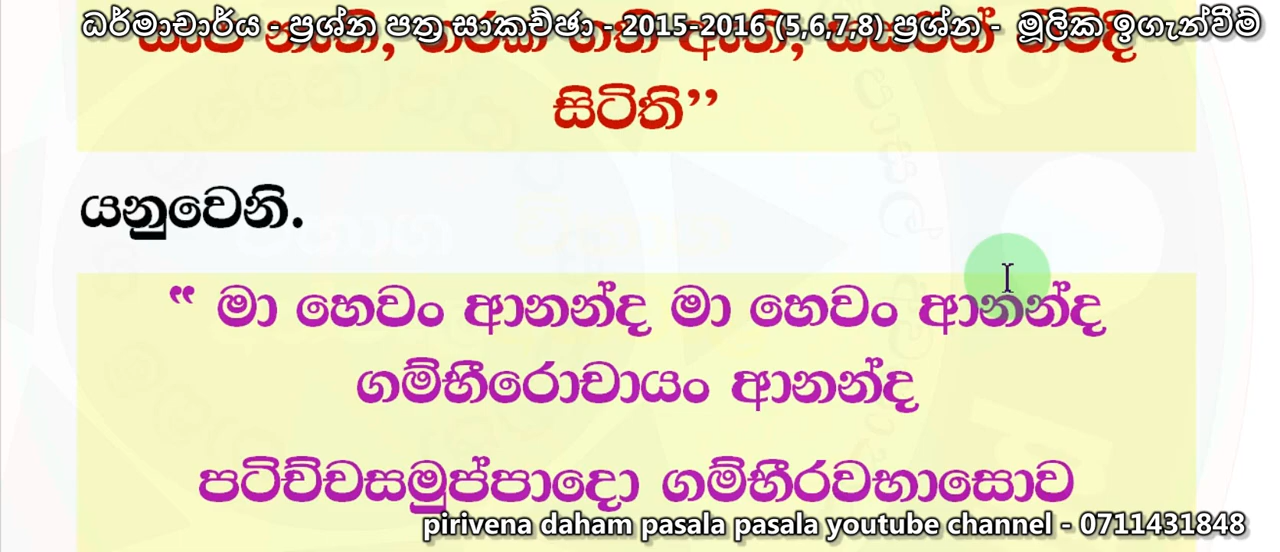 ධර්මාචාර්ය - ප්‍රශ්න පත්‍ර සාකච්ඡා - 2015-2016 (5,6,7,8) ප්‍රශ්න - මූලික ඉගැන්වීම්
සිටිති’’
යනුවෙනි.
“ මා හෙවං ආනන්ද මා හෙවං ආනන්ද
ගම්භීරොචායං ආනන්ද
පටිච්චසමුප්පාදො ගම්භීරවභාසොව
pirivena daham pasala pasala youtube channel - 0711431848